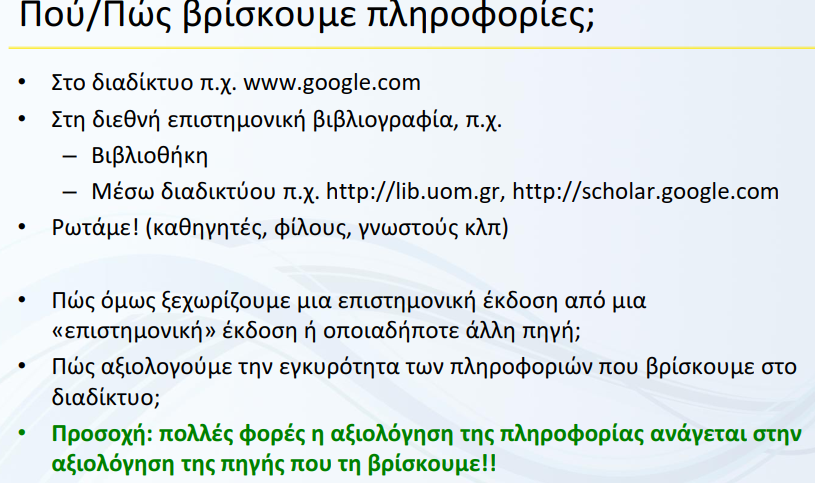 Πού/Πώς βρίσκουμε πληροφορίες;
• Στο διαδίκτυο π.χ. www.google.com
• Στη διεθνή επιστημονική βιβλιογραφία, π.χ.
– Βιβλιοθήκη
– Μέσω διαδικτύου π.χ. http://lib.uom.gr, http://scholar.google.com
• Ρωτάμε! (καθηγητές, φίλους, γνωστούς κλπ)
• Πώς όμως ξεχωρίζουμε μια επιστημονική έκδοση από μια
«επιστημονική» έκδοση ή οποιαδήποτε άλλη πηγή;
• Πώς αξιολογούμε την εγκυρότητα των πληροφοριών που βρίσκουμε στο
διαδίκτυο;
• Προσοχή: πολλές φορές η αξιολόγηση της πληροφορίας ανάγεται στην
αξιολόγηση της πηγής που τη βρίσκουμε!!